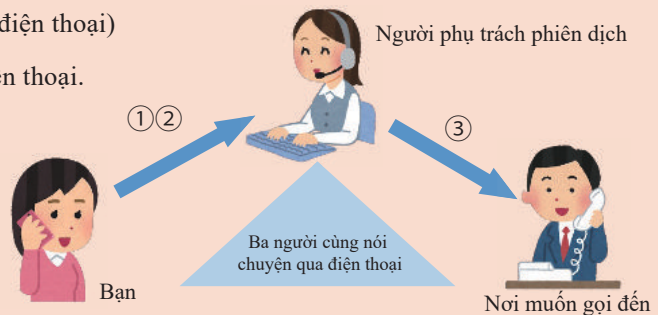 điện thoại)
ện thoại.
Người phụ trách phiên dịch
①②
③
Ba người cùng nói
chuyện qua điện thoại
Bạn
Nơi muốn gọi đến